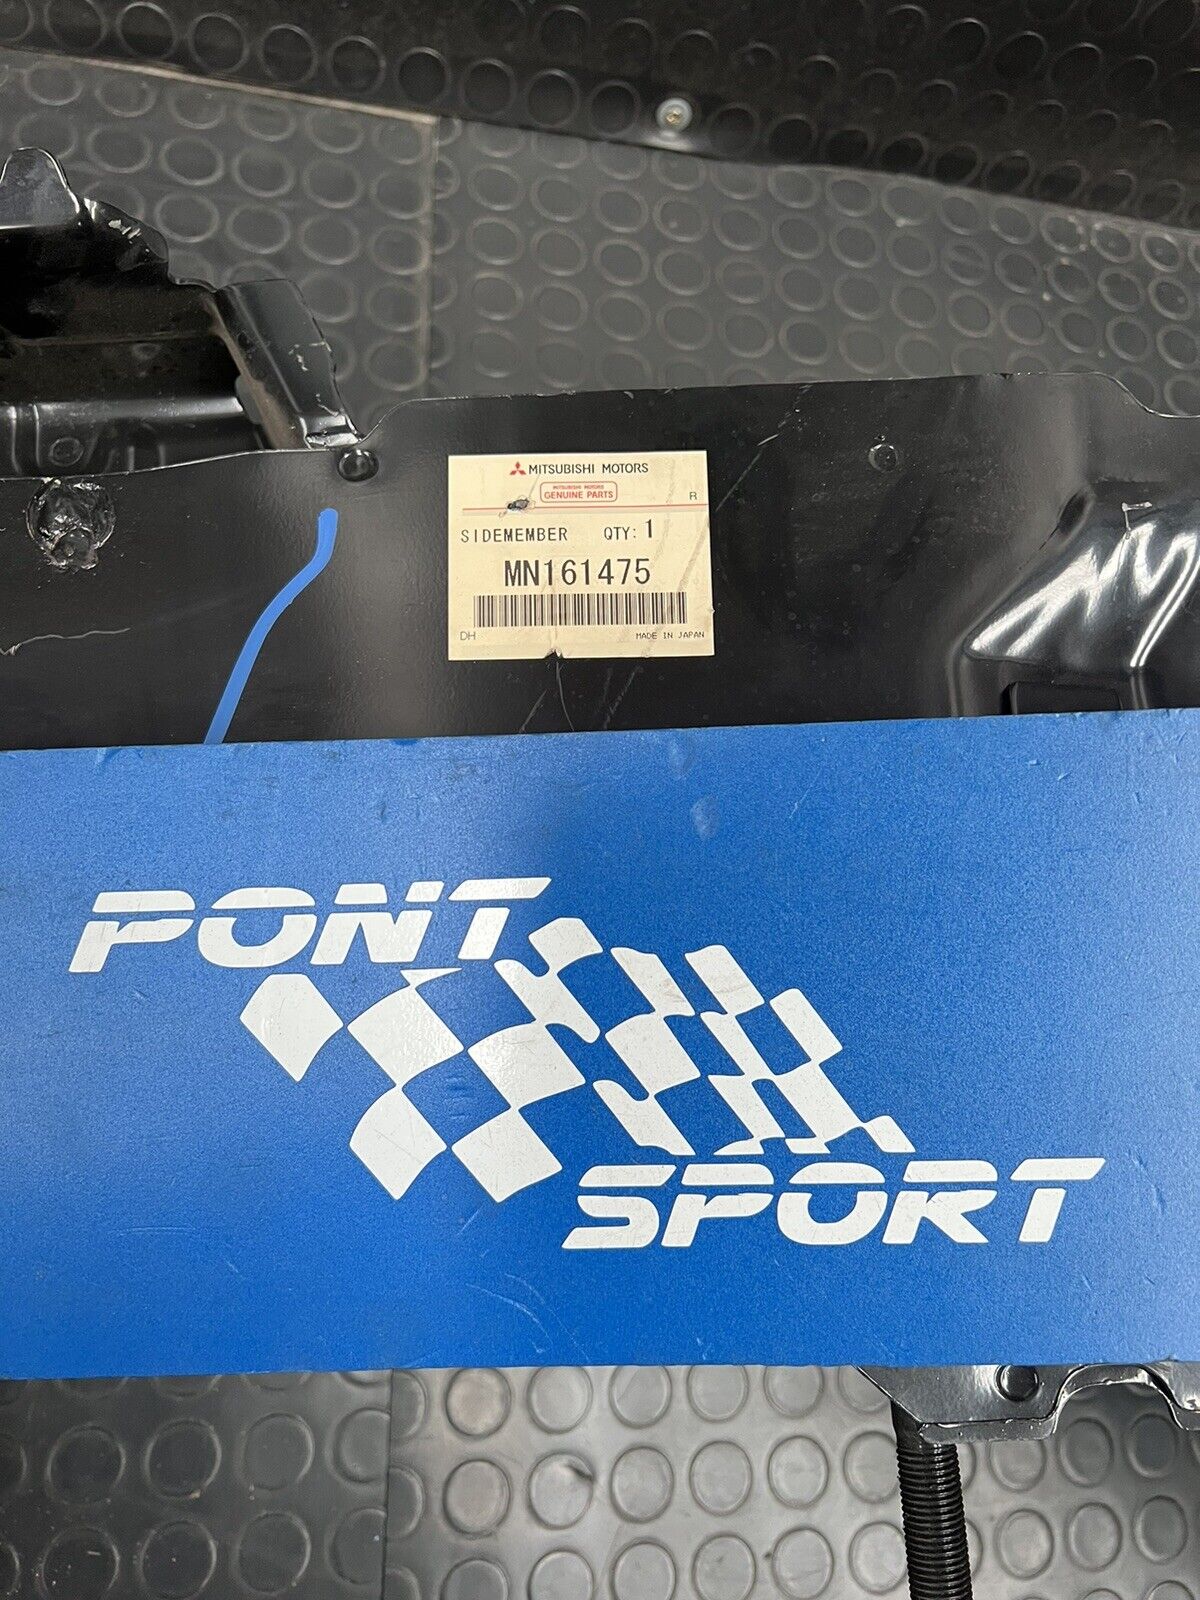 MITSUBISHI MOTORS
MITSUBISHI MOTORS
GENUINE PARTS
R
SIDEMEMBER QTY: 1
MN161475
DH MADE IN JAPAN
PONT
SPORT